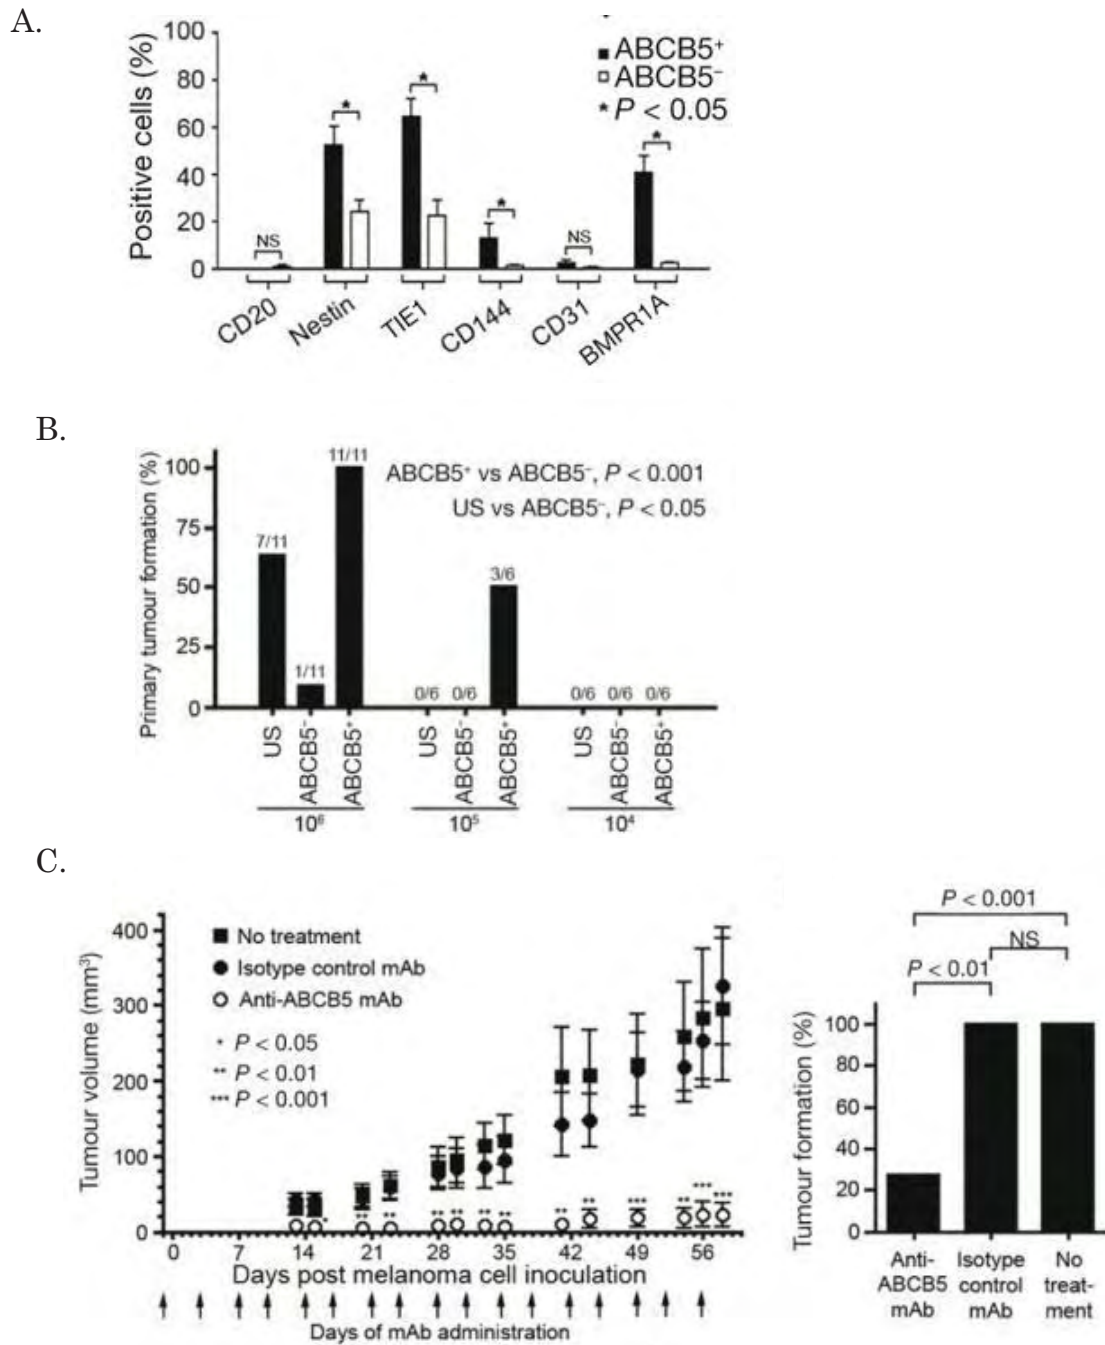 A.
Positive cells (%)
100
80
60
40
20
0
ABCB5⁺
ABCB5⁻
* P < 0.05
NS
*
*
*
NS
*
CD20
Nestin
TIE1
CD144
CD31
BMPR1A
B.
Primary tumour formation (%)
100
75
50
25
0
ABCB5⁺ vs ABCB5⁻, P < 0.001
US vs ABCB5⁻, P < 0.05
7/11
1/11
11/11
0/6
0/6
3/6
0/6
0/6
0/6
US
ABCB5⁻
ABCB5⁺
US
ABCB5⁻
ABCB5⁺
US
ABCB5⁻
ABCB5⁺
10⁶
10⁵
10⁴
C.
Tumour volume (mm³)
400
300
200
100
0
No treatment
Isotype control mAb
Anti-ABCB5 mAb
* P < 0.05
** P < 0.01
*** P < 0.001
*
**
**
**
**
**
**
**
**
***
**
***
***
0 7 14 21 28 35 42 49 56
Days post melanoma cell inoculation
Days of mAb administration
P < 0.001
NS
P < 0.01
Tumour formation (%)
100
80
60
40
20
0
Anti-
ABCB5
mAb
Isotype
control
mAb
No
treat-
ment